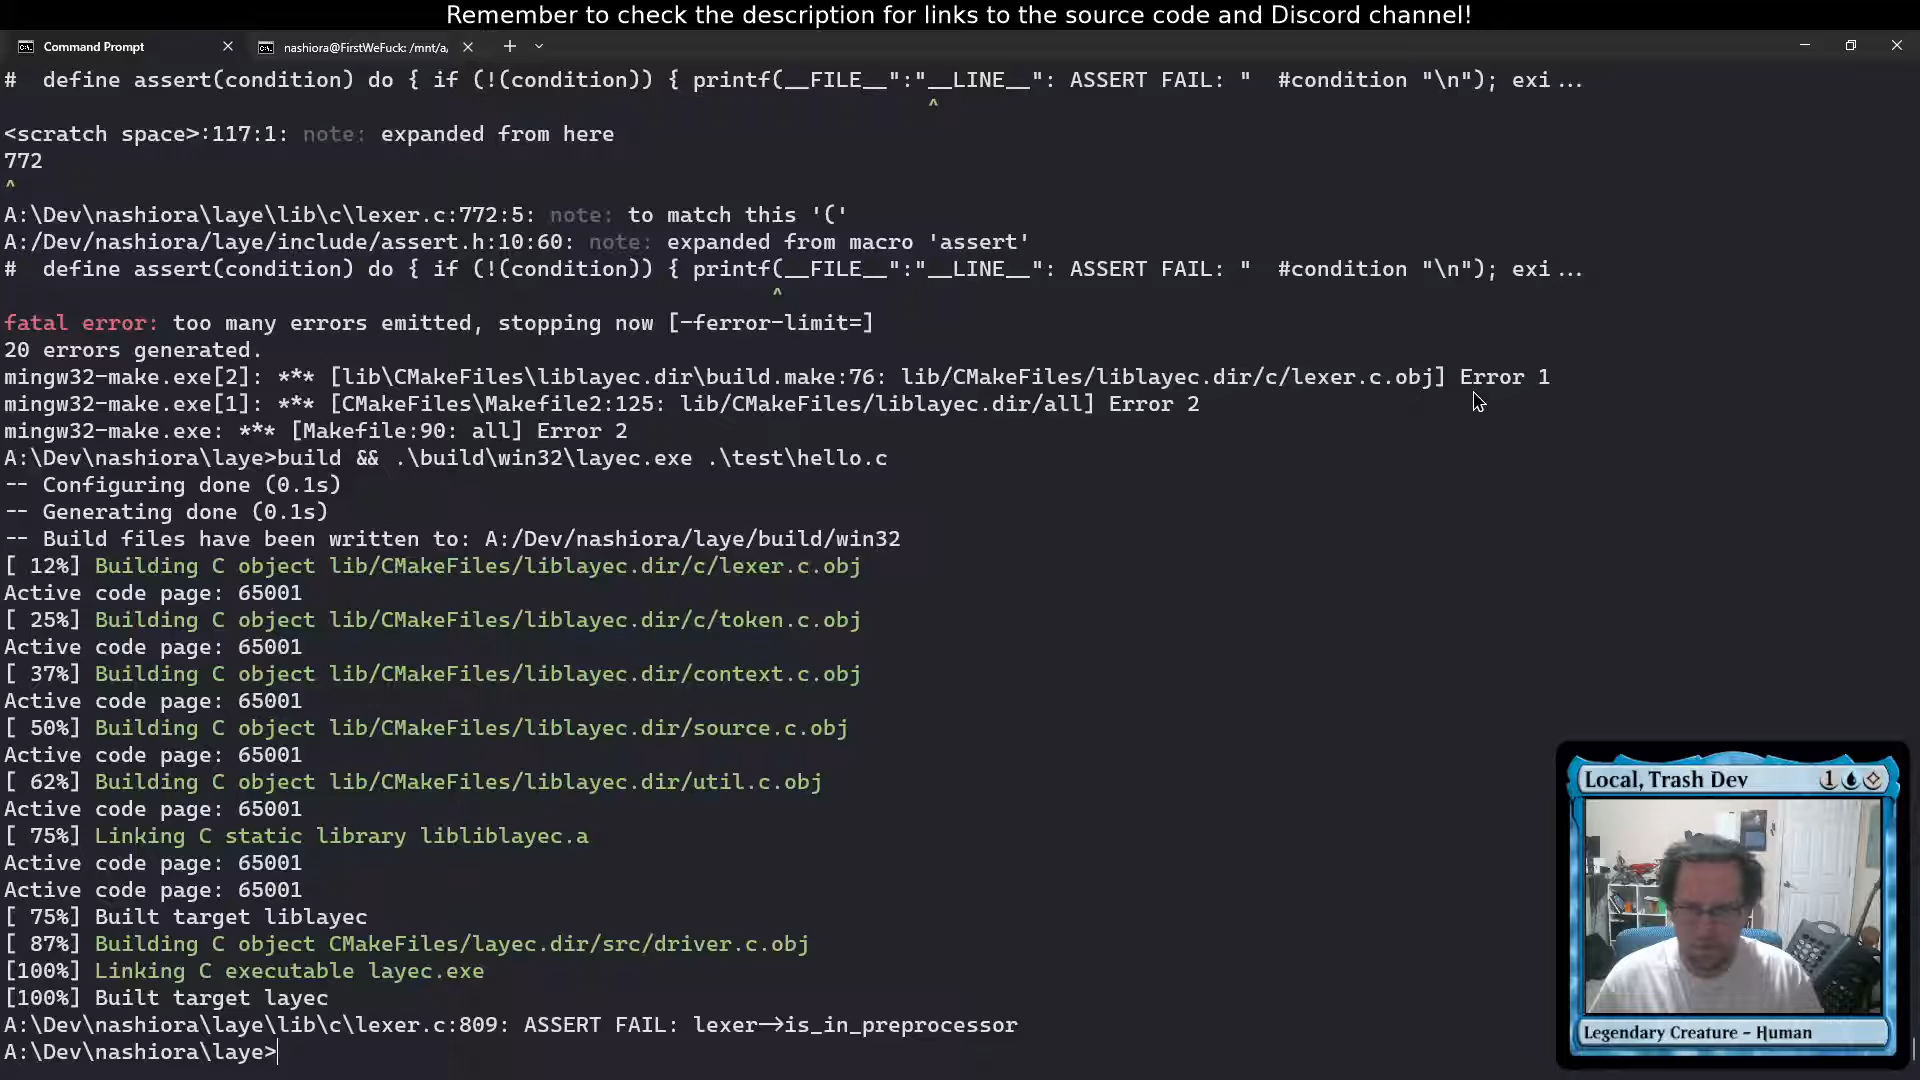 Remember to check the description for links to the source code and Discord channel!
Command Prompt
nashiora@FirstWeFuck: /mnt/a,
#  define assert(condition) do { if (!(condition)) { printf(__FILE__":"__LINE__": ASSERT FAIL: "  #condition "\n"); exi...
^
<scratch space>:117:1: note: expanded from here
772
^
A:\Dev\nashiora\laye\lib\c\lexer.c:772:5: note: to match this '('
A:/Dev/nashiora/laye/include/assert.h:10:60: note: expanded from macro 'assert'
#  define assert(condition) do { if (!(condition)) { printf(__FILE__":"__LINE__": ASSERT FAIL: "  #condition "\n"); exi...
^
fatal error: too many errors emitted, stopping now [-ferror-limit=]
20 errors generated.
mingw32-make.exe[2]: *** [lib\CMakeFiles\liblayec.dir\build.make:76: lib/CMakeFiles/liblayec.dir/c/lexer.c.obj] Error 1
mingw32-make.exe[1]: *** [CMakeFiles\Makefile2:125: lib/CMakeFiles/liblayec.dir/all] Error 2
mingw32-make.exe: *** [Makefile:90: all] Error 2
A:\Dev\nashiora\laye>build && .\build\win32\layec.exe .\test\hello.c
-- Configuring done (0.1s)
-- Generating done (0.1s)
-- Build files have been written to: A:/Dev/nashiora/laye/build/win32
[ 12%] Building C object lib/CMakeFiles/liblayec.dir/c/lexer.c.obj
Active code page: 65001
[ 25%] Building C object lib/CMakeFiles/liblayec.dir/c/token.c.obj
Active code page: 65001
[ 37%] Building C object lib/CMakeFiles/liblayec.dir/context.c.obj
Active code page: 65001
[ 50%] Building C object lib/CMakeFiles/liblayec.dir/source.c.obj
Active code page: 65001
[ 62%] Building C object lib/CMakeFiles/liblayec.dir/util.c.obj
Active code page: 65001
[ 75%] Linking C static library libliblayec.a
Active code page: 65001
Active code page: 65001
[ 75%] Built target liblayec
[ 87%] Building C object CMakeFiles/layec.dir/src/driver.c.obj
[100%] Linking C executable layec.exe
[100%] Built target layec
A:\Dev\nashiora\laye\lib\c\lexer.c:809: ASSERT FAIL: lexer->is_in_preprocessor
A:\Dev\nashiora\laye>
Local, Trash Dev 1
Legendary Creature - Human